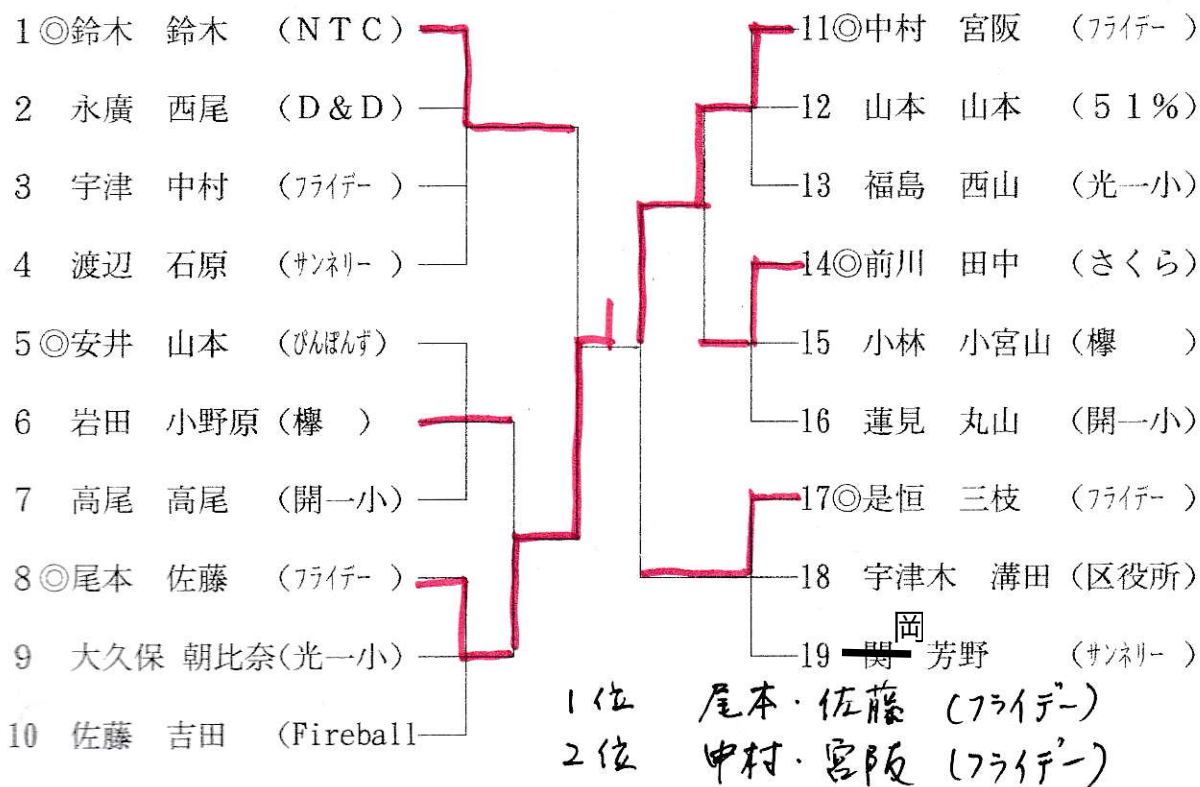 1 ◎鈴木 鈴木 (NTC)
2 永廣 西尾 (D&D)
3 宇津 中村 (フライデー)
4 渡辺 石原 (サンネリー)
5 ◎安井 山本 (ぴんぽんず)
6 岩田 小野原 (欅 )
7 高尾 高尾 (開一小)
8 ◎尾本 佐藤 (フライデー)
9 大久保 朝比奈(光一小)
10 佐藤 吉田 (Fireball
11◎中村 宮阪 (フライデー)
12 山本 山本 (51%)
13 福島 西山 (光一小)
14◎前川 田中 (さくら)
15 小林 小宮山 (欅 )
16 蓮見 丸山 (開一小)
17◎是恒 三枝 (フライデー)
18 宇津木 溝田 (区役所)
岡
19 関 芳野 (サンネリー)
1位 尾本・佐藤 (フライデー)
2位 中村・宮阪 (フライデー)